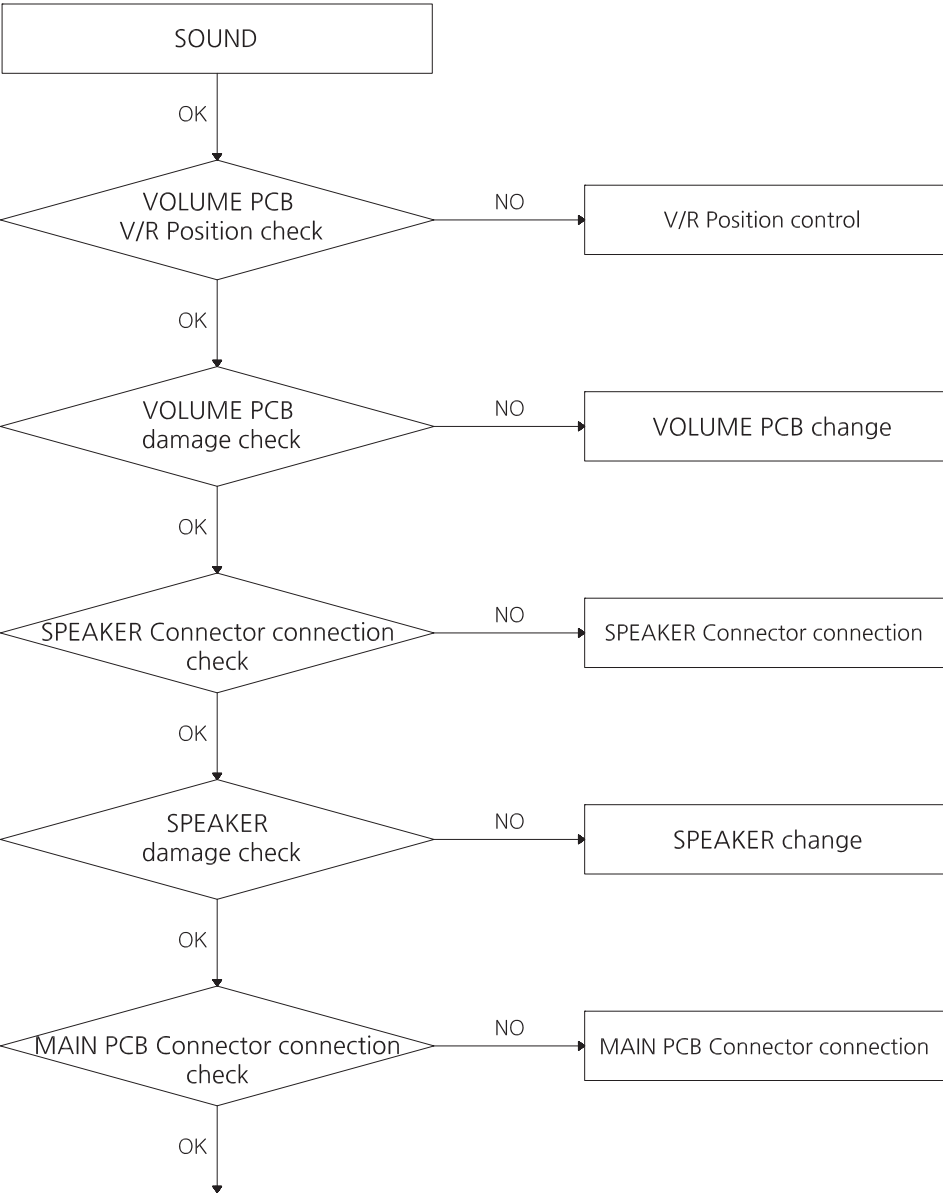 SOUND
OK
VOLUME PCB
V/R Position check
NO
V/R Position control
OK
VOLUME PCB
damage check
NO
VOLUME PCB change
OK
SPEAKER Connector connection
check
NO
SPEAKER Connector connection
OK
SPEAKER
damage check
NO
SPEAKER change
OK
MAIN PCB Connector connection
check
NO
MAIN PCB Connector connection
OK